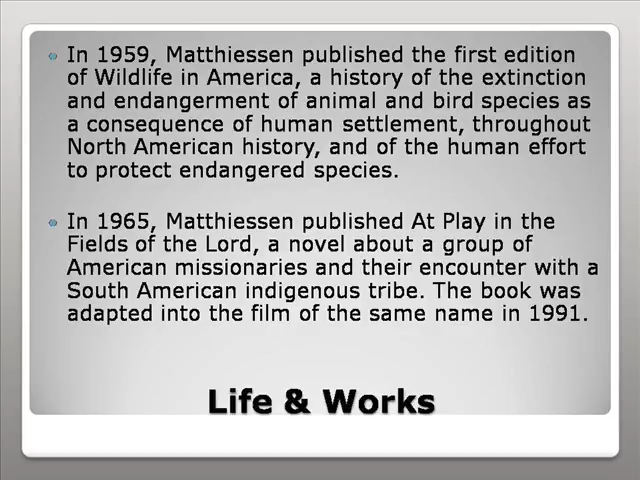 In 1959, Matthiessen published the first edition
of Wildlife in America, a history of the extinction
and endangerment of animal and bird species as
a consequence of human settlement, throughout
North American history, and of the human effort
to protect endangered species.
In 1965, Matthiessen published At Play in the
Fields of the Lord, a novel about a group of
American missionaries and their encounter with a
South American indigenous tribe. The book was
adapted into the film of the same name in 1991.
Life & Works